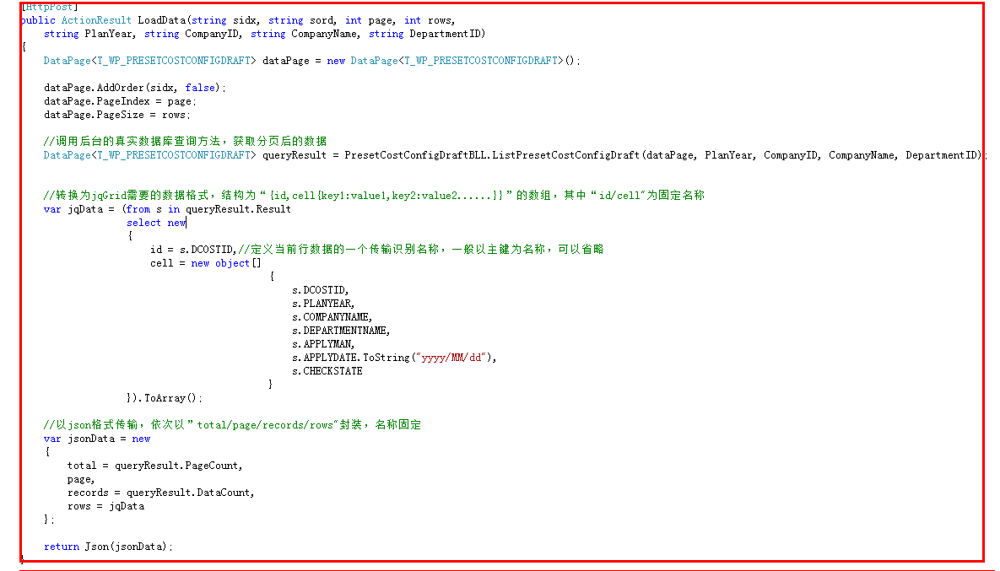 [HttpPost]
public ActionResult LoadData(string sidx, string sord, int page, int rows,
string PlanYear, string CompanyID, string CompanyName, string DepartmentID)
{
DataPage<T_WP_PRESETCOSTCONFIGDRAFT> dataPage = new DataPage<T_WP_PRESETCOSTCONFIGDRAFT>();
dataPage.AddOrder(sidx, false);
dataPage.PageIndex = page;
dataPage.PageSize = rows;
//调用后台的真实数据库查询方法，获取分页后的数据
DataPage<T_WP_PRESETCOSTCONFIGDRAFT> queryResult = PresetCostConfigDraftBLL.ListPresetCostConfigDraft(dataPage, PlanYear, CompanyID, CompanyName, DepartmentID);
//转换为jqGrid需要的数据格式，结构为“{id,cell{key1:value1,key2:value2......}}”的数组，其中“id/cell"为固定名称
var jqData = (from s in queryResult.Result
select new
{
id = s.DCOSTID,//定义当前行数据的一个传输识别名称，一般以主键为名称，可以省略
cell = new object[]
{
s.DCOSTID,
s.PLANYEAR,
s.COMPANYNAME,
s.DEPARTMENTNAME,
s.APPLYMAN,
s.APPLYDATE.ToString("yyyy/MM/dd"),
s.CHECKSTATE
}
}).ToArray();
//以json格式传输，依次以”total/page/records/rows"封装，名称固定
var jsonData = new
{
total = queryResult.PageCount,
page,
records = queryResult.DataCount,
rows = jqData
};
return Json(jsonData);
}